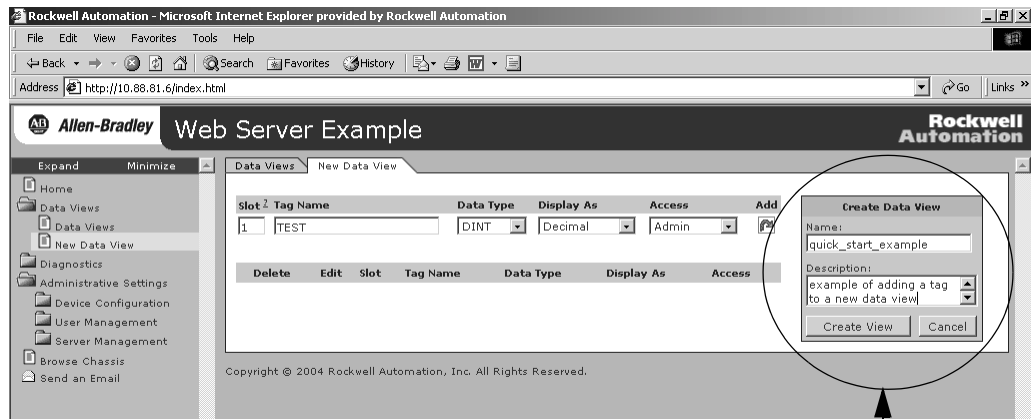 Rockwell Automation - Microsoft Internet Explorer provided by Rockwell Automation
File Edit View Favorites Tools Help
Back Search Favorites History
Address http://10.88.81.6/index.html Go Links »
AB Allen-Bradley Web Server Example Rockwell Automation
Expand Minimize
Home
Data Views
Data Views
New Data View
Diagnostics
Administrative Settings
Device Configuration
User Management
Server Management
Browse Chassis
Send an Email
Data Views New Data View
Slot ? Tag Name Data Type Display As Access Add
1 TEST DINT Decimal Admin
Delete Edit Slot Tag Name Data Type Display As Access
Create Data View
Name:
quick_start_example
Description:
example of adding a tag
to a new data view
Create View Cancel
Copyright © 2004 Rockwell Automation, Inc. All Rights Reserved.